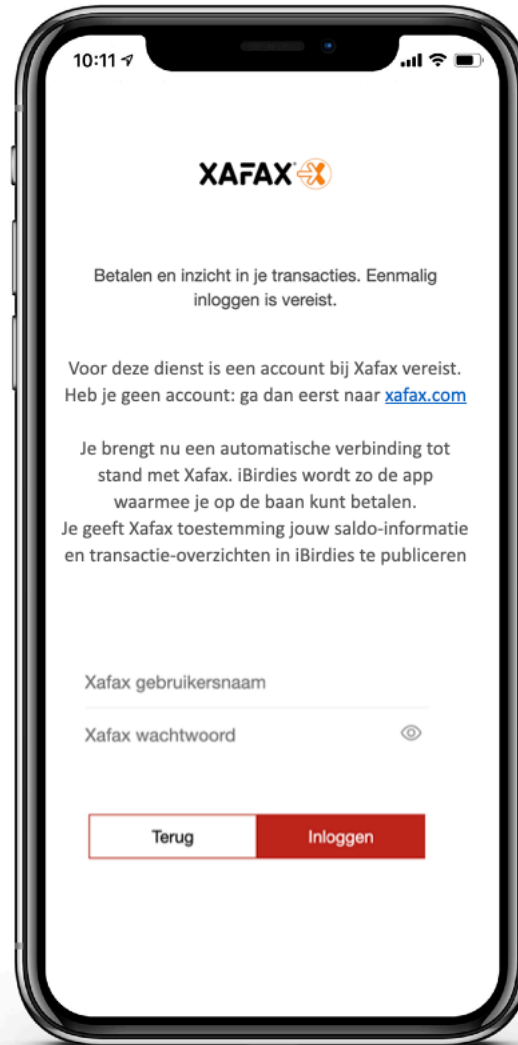 10:11
XAFAX
Betalen en inzicht in je transacties. Eenmalig
inloggen is vereist.
Voor deze dienst is een account bij Xafax vereist.
Heb je geen account: ga dan eerst naar xafax.com
Je brengt nu een automatische verbinding tot
stand met Xafax. iBirdies wordt zo de app
waarmee je op de baan kunt betalen.
Je geeft Xafax toestemming jouw saldo-informatie
en transactie-overzichten in iBirdies te publiceren
Xafax gebruikersnaam
Xafax wachtwoord
Terug Inloggen